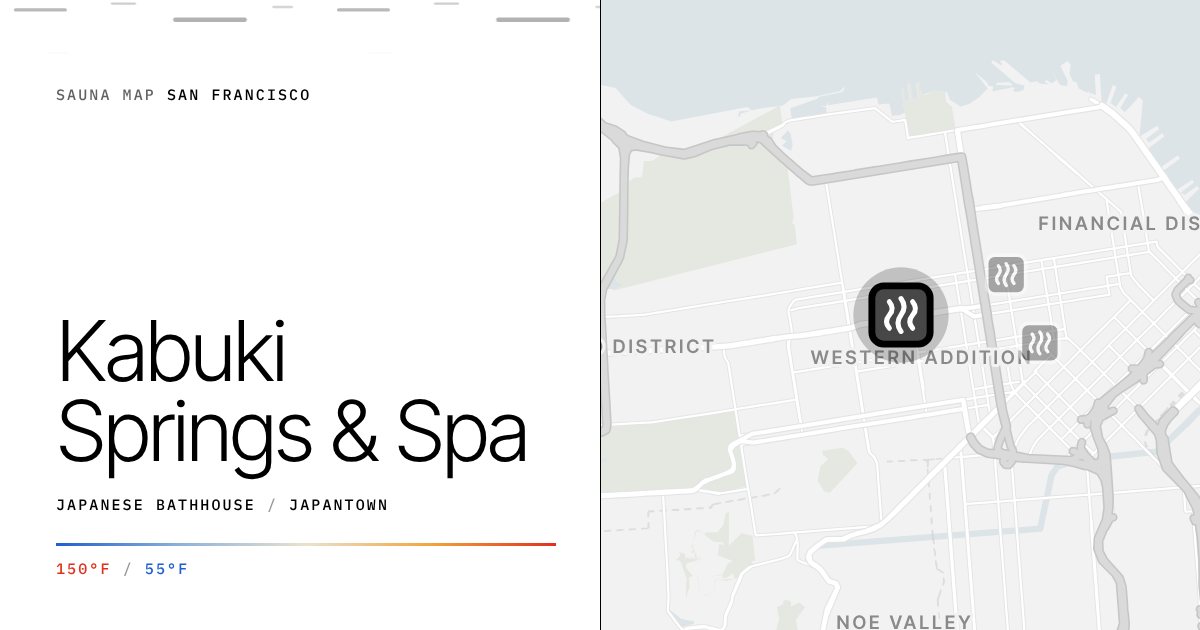 SAUNA MAP SAN FRANCISCO
Kabuki
Springs & Spa
JAPANESE BATHHOUSE / JAPANTOWN
150°F / 55°F
FINANCIAL DIS
DISTRICT
WESTERN ADDITION
NOE VALLEY